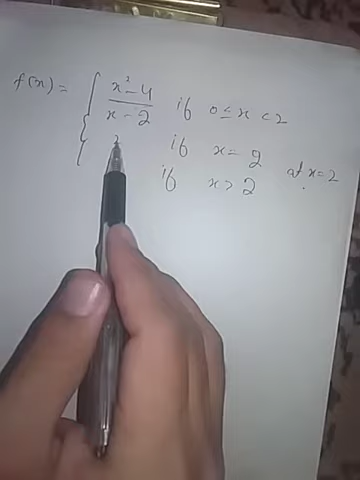 f(x) = { x² - 4 / x - 2 if 0 ≤ x < 2
if x = 2 at x = 2
if x > 2